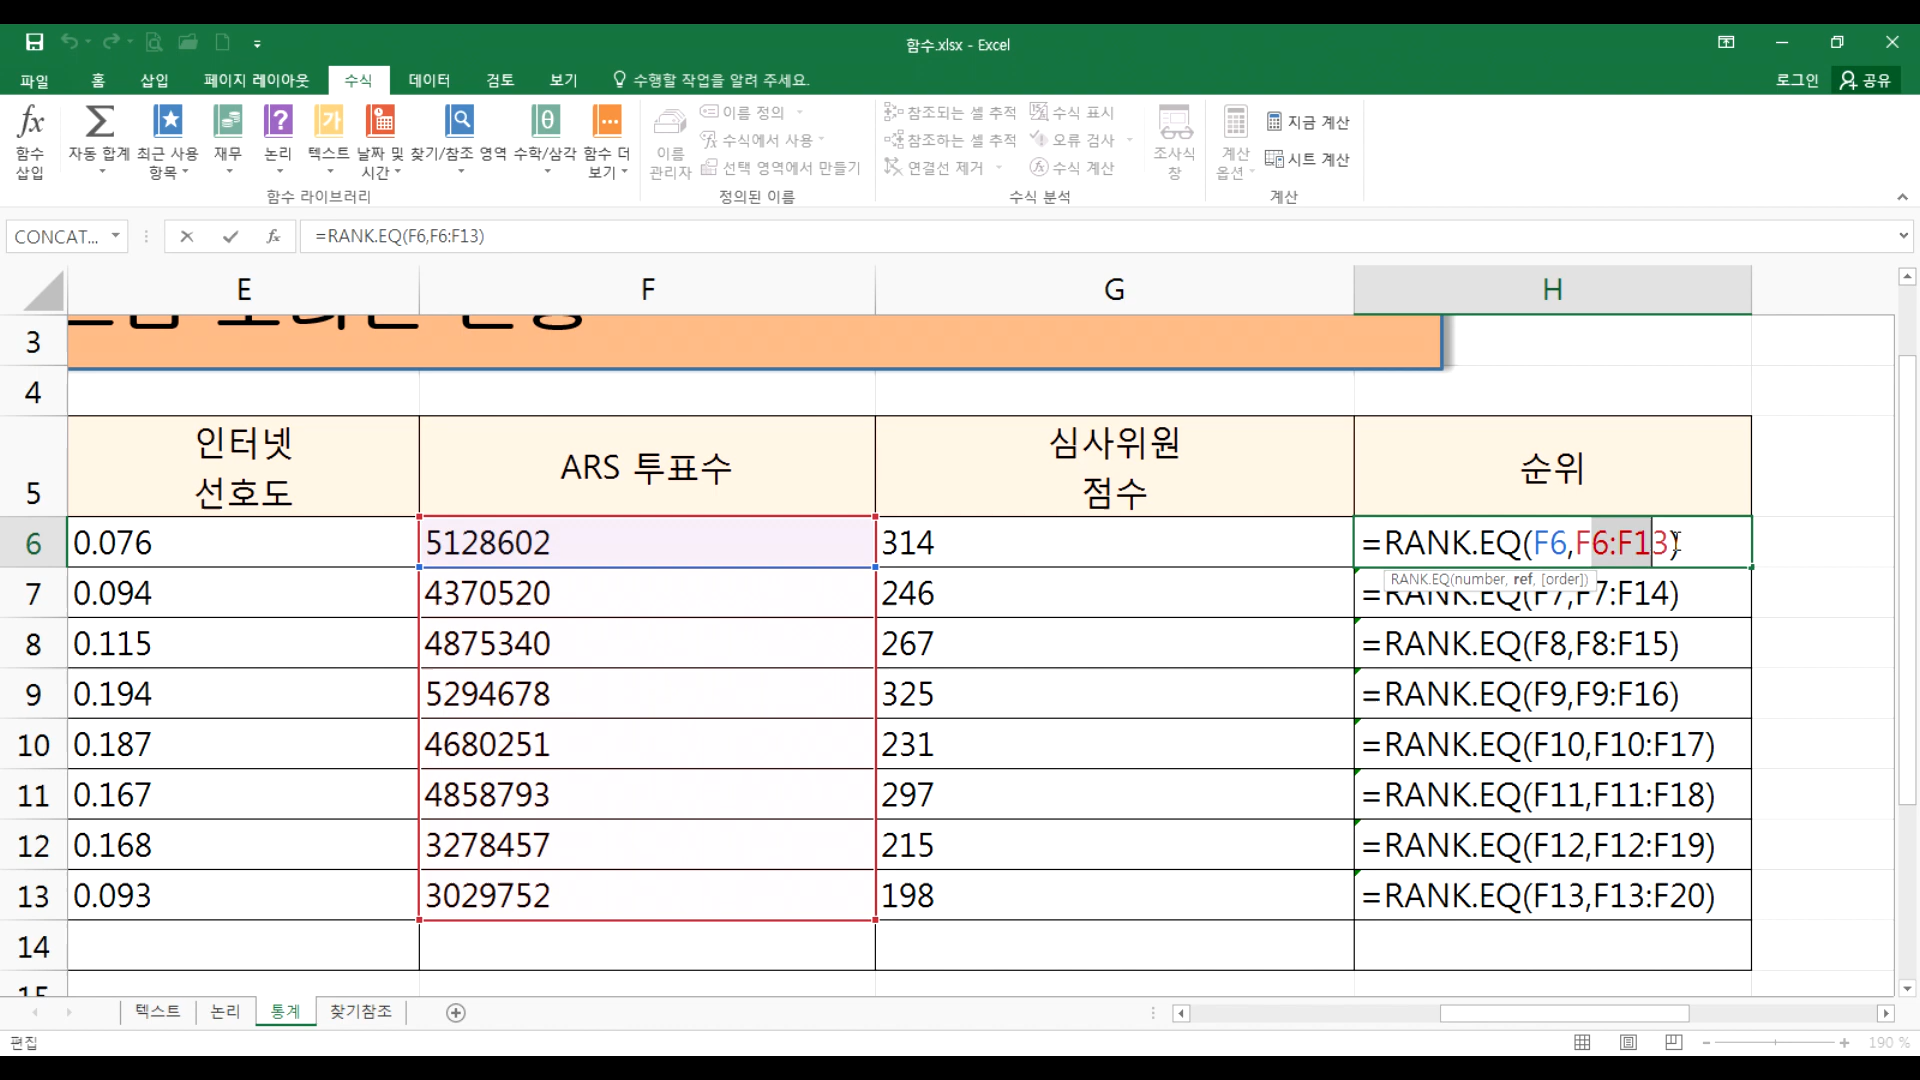 함수.xlsx - Excel
파일 홈 삽입 페이지 레이아웃 수식 데이터 검토 보기 수행할 작업을 알려 주세요. 로그인 공유
함수 삽입
자동 합계
최근 사용 항목
재무
논리
텍스트
날짜 및 시간
찾기/참조 영역
수학/삼각
함수 더 보기
함수 라이브러리
이름 관리자
이름 정의
수식에서 사용
선택 영역에서 만들기
정의된 이름
참조되는 셀 추적
참조하는 셀 추적
연결선 제거
수식 표시
오류 검사
수식 계산
수식 분석
조사식 창
계산 옵션
지금 계산
시트 계산
계산
CONCAT... fx =RANK.EQ(F6,F6:F13)
E F G H
3
4
5 인터넷 선호도 ARS 투표수 심사위원 점수 순위
6 0.076 5128602 314 =RANK.EQ(F6,F6:F13)
RANK.EQ(number, ref, [order])
7 0.094 4370520 246 =RANK.EQ(F7,F7:F14)
8 0.115 4875340 267 =RANK.EQ(F8,F8:F15)
9 0.194 5294678 325 =RANK.EQ(F9,F9:F16)
10 0.187 4680251 231 =RANK.EQ(F10,F10:F17)
11 0.167 4858793 297 =RANK.EQ(F11,F11:F18)
12 0.168 3278457 215 =RANK.EQ(F12,F12:F19)
13 0.093 3029752 198 =RANK.EQ(F13,F13:F20)
14
15
텍스트 논리 통계 찾기참조
편집 190 %